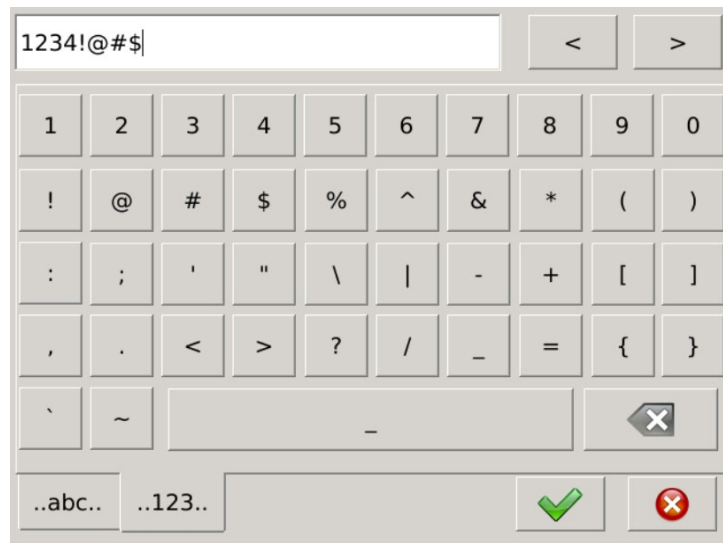 1234!@#$
< >
1 2 3 4 5 6 7 8 9 0
! @ # $ % ^ & * ( )
: ; ' " \ | - + [ ]
, . < > ? / _ = { }
` ~ _
..abc.. ..123..